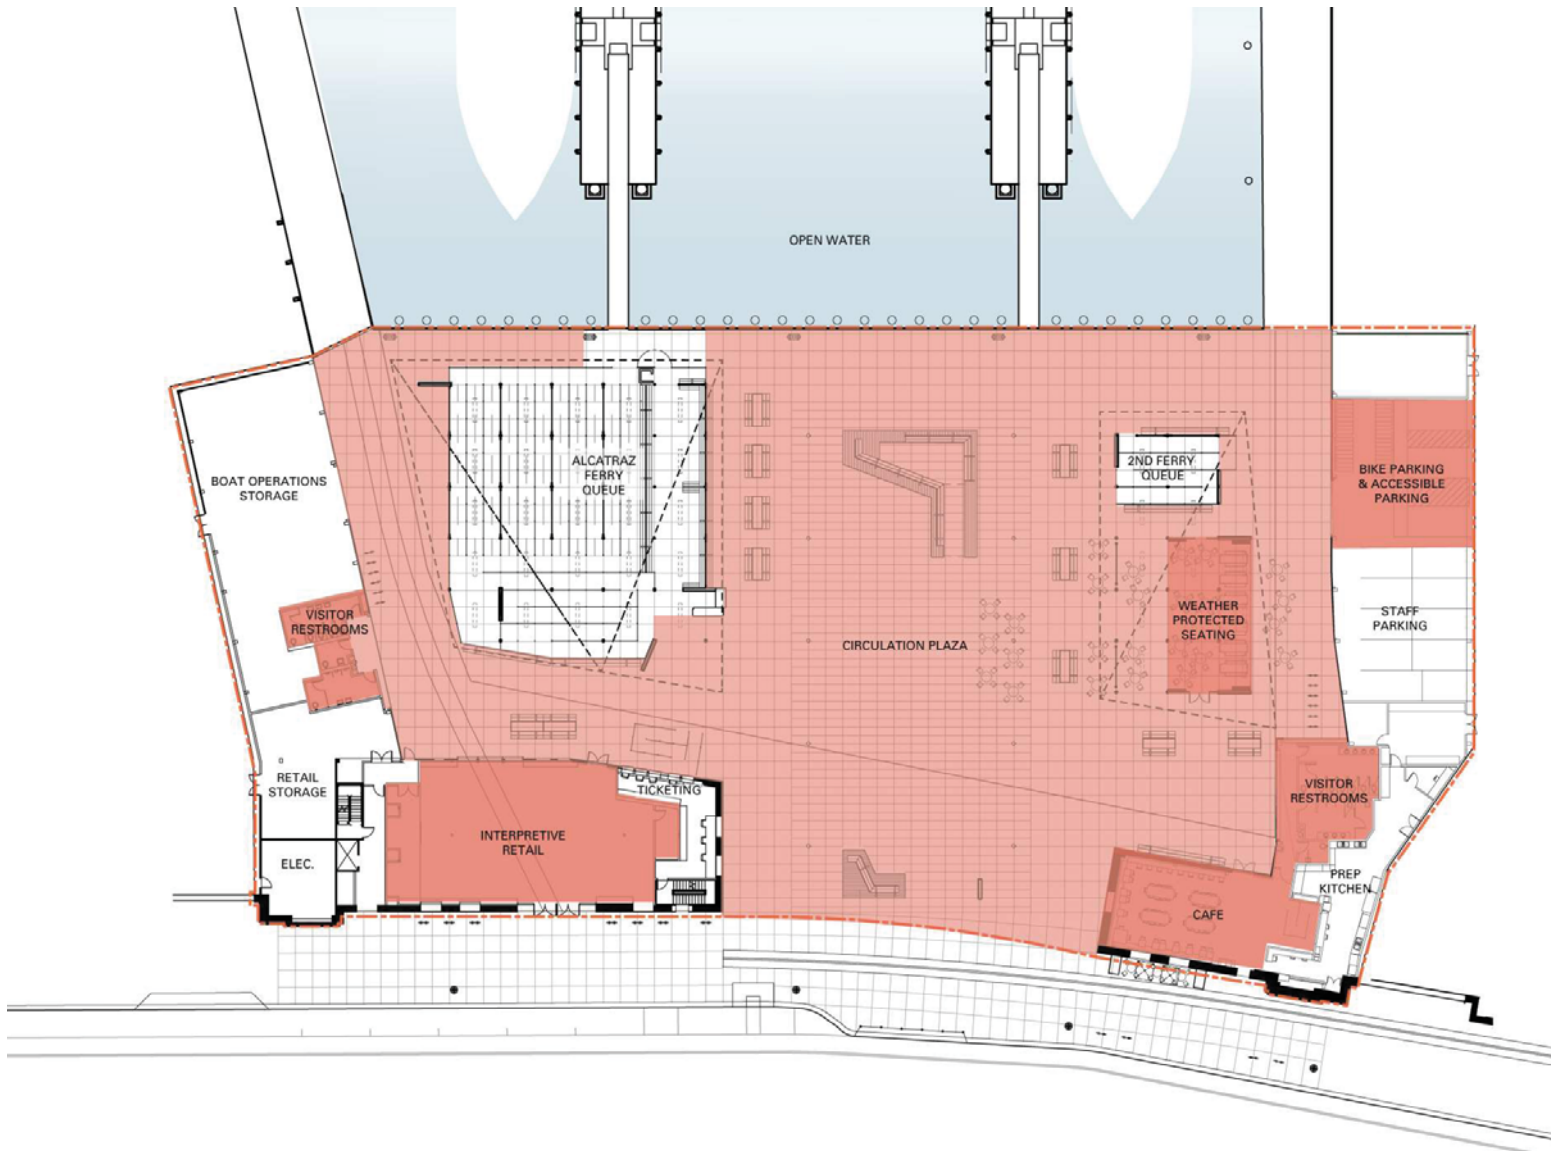 OPEN WATER
ALCATRAZ
FERRY
QUEUE
2ND FERRY
QUEUE
BIKE PARKING
& ACCESSIBLE
PARKING
BOAT OPERATIONS
STORAGE
VISITOR
RESTROOMS
WEATHER
PROTECTED
SEATING
STAFF
PARKING
CIRCULATION PLAZA
RETAIL
STORAGE
TICKETING
VISITOR
RESTROOMS
INTERPRETIVE
RETAIL
ELEC.
PREP
KITCHEN
CAFE